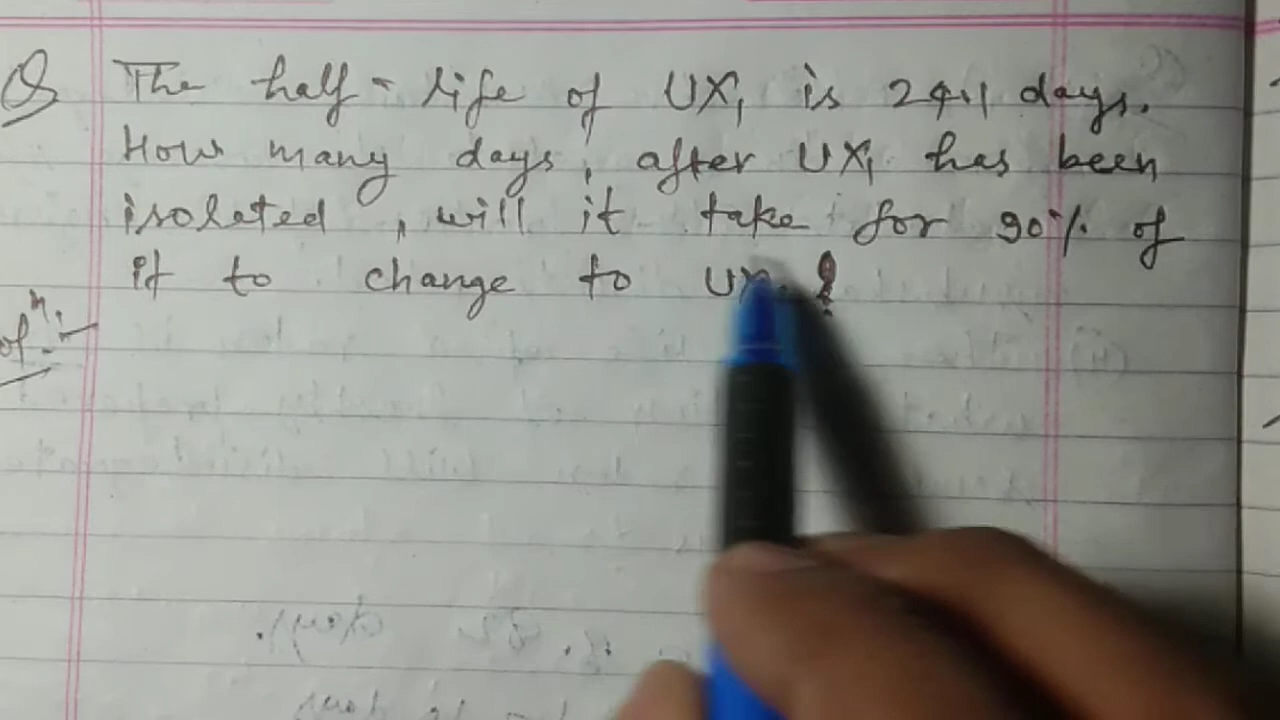 Q The half-life of UX₁ is 24.1 days.
How many days, after UX₁ has been
isolated, will it take for 90% of
it to change to